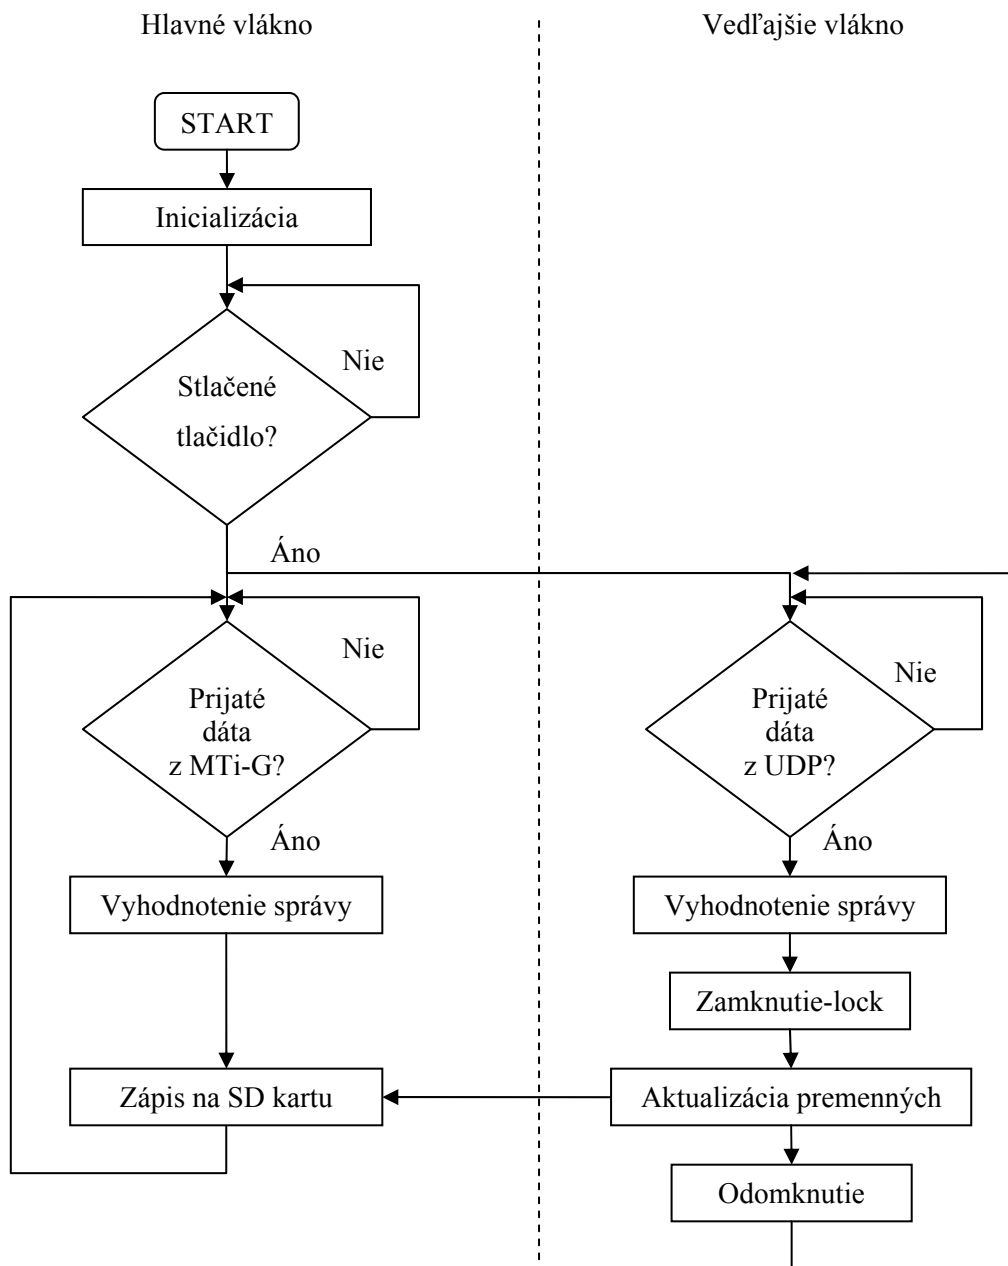 Hlavné vlákno
Vedľajšie vlákno
START
Inicializácia
Nie
Stlačené
tlačidlo?
Áno
Nie
Prijaté
dáta
z MTi-G?
Áno
Nie
Prijaté
dáta
z UDP?
Áno
Vyhodnotenie správy
Vyhodnotenie správy
Zamknutie-lock
Zápis na SD kartu
Aktualizácia premenných
Odomknutie